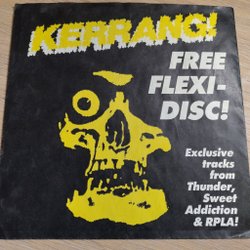 KERRANG!
FREE
FLEXI-
DISC!
Exclusive
tracks
from
Thunder,
Sweet
Addiction
& RPLA!